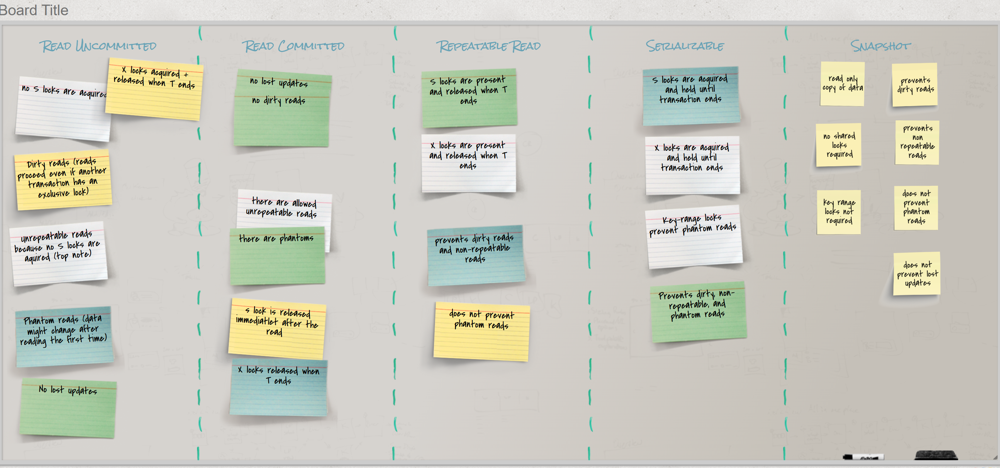 Board Title
Read Uncommitted
X locks acquired +
released when T ends
no S locks are acquired
Dirty reads (reads
proceed even if another
transaction has an
exclusive lock)
unrepeatable reads
because no S locks are
aquired (top note)
Phantom reads (data
might change after
reading the first time)
No lost updates
Read Committed
no lost updates
no dirty reads
there are allowed
unrepeatable reads
there are phantoms
s lock is released
immediatlet after the
read
X locks released when
T ends
Repeatable Read
S locks are present
and released when T
ends
X locks are present
and released when T
ends
prevents dirty reads
and non-repeatable
reads
does not prevent
phantom reads
Serializable
S locks are acquired
and held until
transaction ends
X locks are acquired
and held until
transaction ends
Key-range locks
prevent phantom reads
Prevents dirty, non-
repeatable, and
phantom reads
Snapshot
read only
copy of data
prevents
dirty reads
no shared
locks
required
prevents
non
repeatable
reads
key range
locks not
required
does not
prevent
phantom
reads
does not
prevent lost
updates